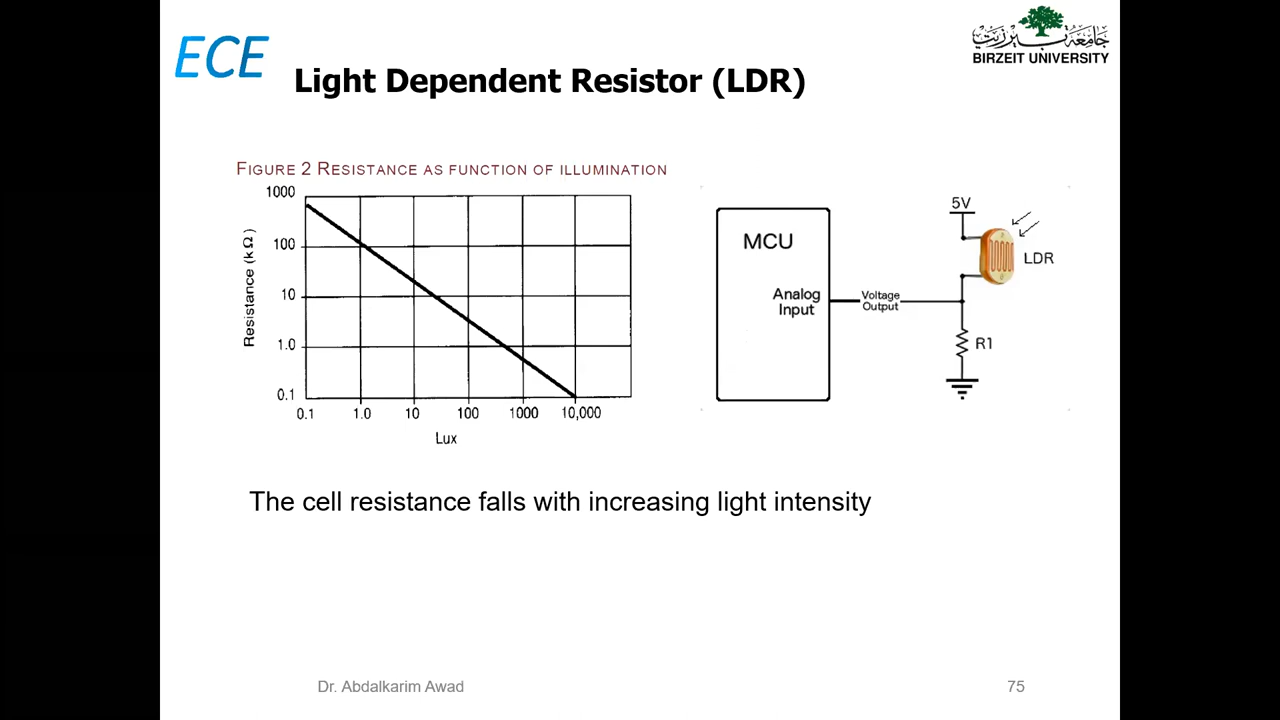 ECE
جامعة بيرزيت
BIRZEIT UNIVERSITY
Light Dependent Resistor (LDR)
FIGURE 2 RESISTANCE AS FUNCTION OF ILLUMINATION
1000
100
10
1.0
0.1
Resistance (kΩ)
0.1 1.0 10 100 1000 10,000
Lux
MCU
Analog
Input
Voltage
Output
5V
LDR
R1
The cell resistance falls with increasing light intensity
Dr. Abdalkarim Awad
75